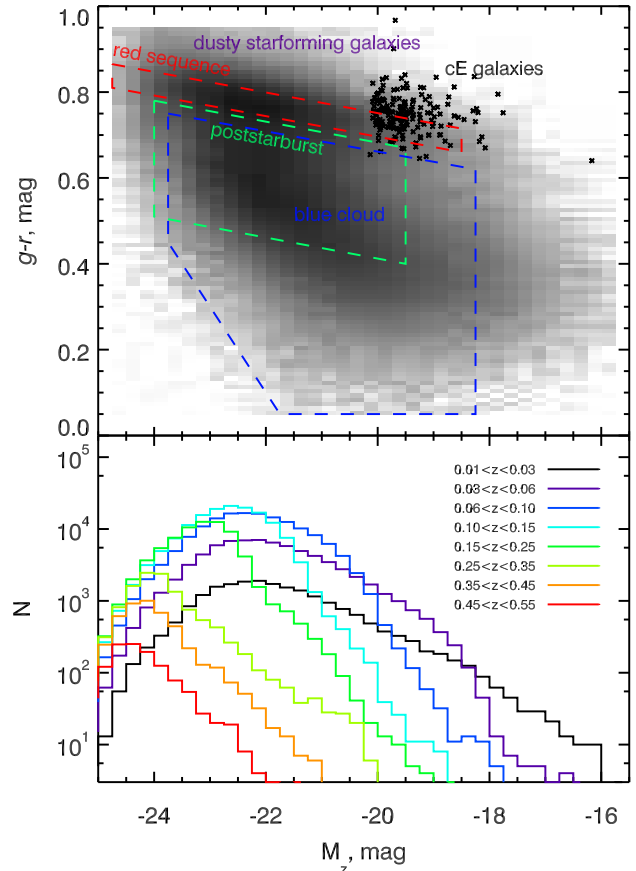 1.0
0.8
0.6
0.4
0.2
0.0
g-r, mag
dusty starforming galaxies
red sequence
cE galaxies
poststarburst
blue cloud
10^5
10^4
10^3
10^2
10^1
N
0.01<z<0.03
0.03<z<0.06
0.06<z<0.10
0.10<z<0.15
0.15<z<0.25
0.25<z<0.35
0.35<z<0.45
0.45<z<0.55
-24 -22 -20 -18 -16
M_z, mag